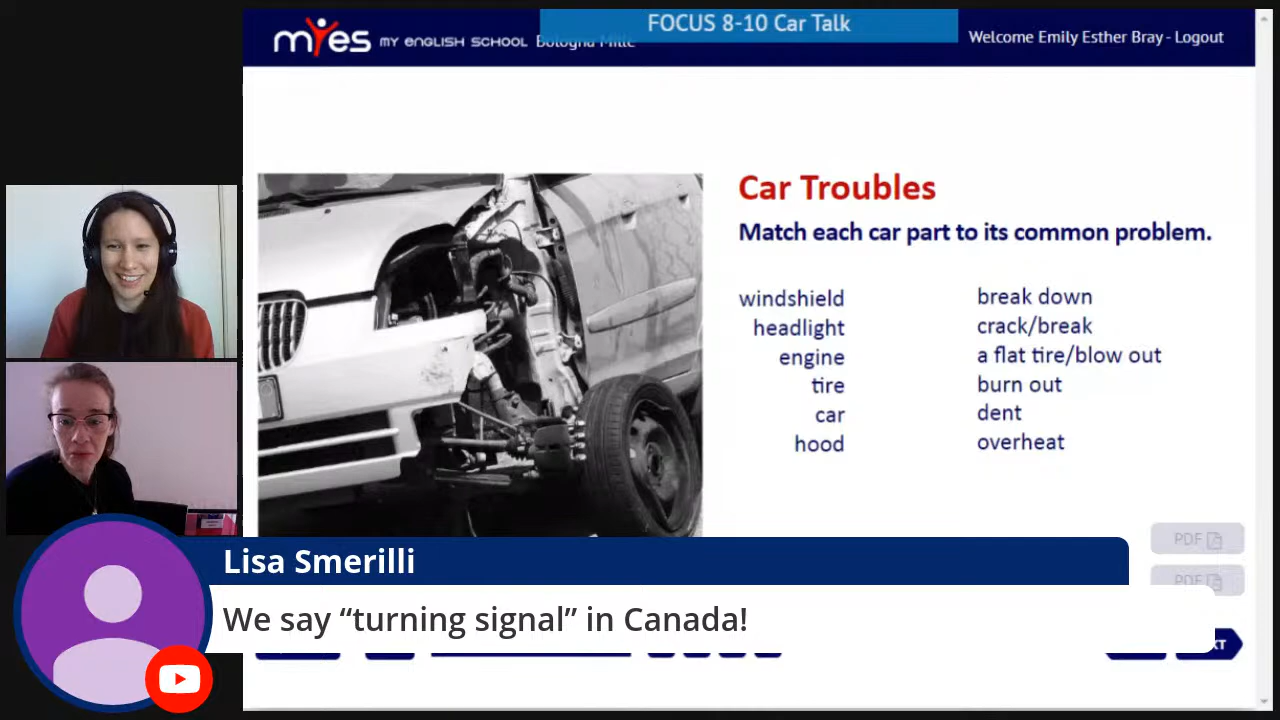 FOCUS 8-10 Car Talk
myes MY ENGLISH SCHOOL
Welcome Emily Esther Bray - Logout
Car Troubles
Match each car part to its common problem.
windshield break down
headlight crack/break
engine a flat tire/blow out
tire burn out
car dent
hood overheat
PDF
PDF
Lisa Smerilli
We say “turning signal” in Canada!